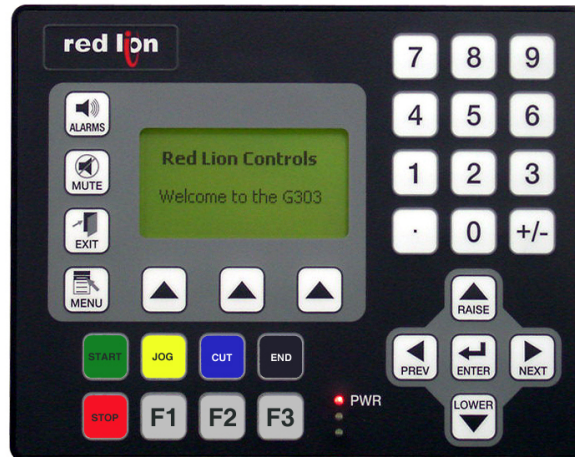 red lion
7 8 9
ALARMS
4 5 6
Red Lion Controls
MUTE
Welcome to the G303
1 2 3
EXIT
. 0 +/-
MENU
RAISE
START JOG CUT END
PREV ENTER NEXT
STOP F1 F2 F3
PWR
LOWER